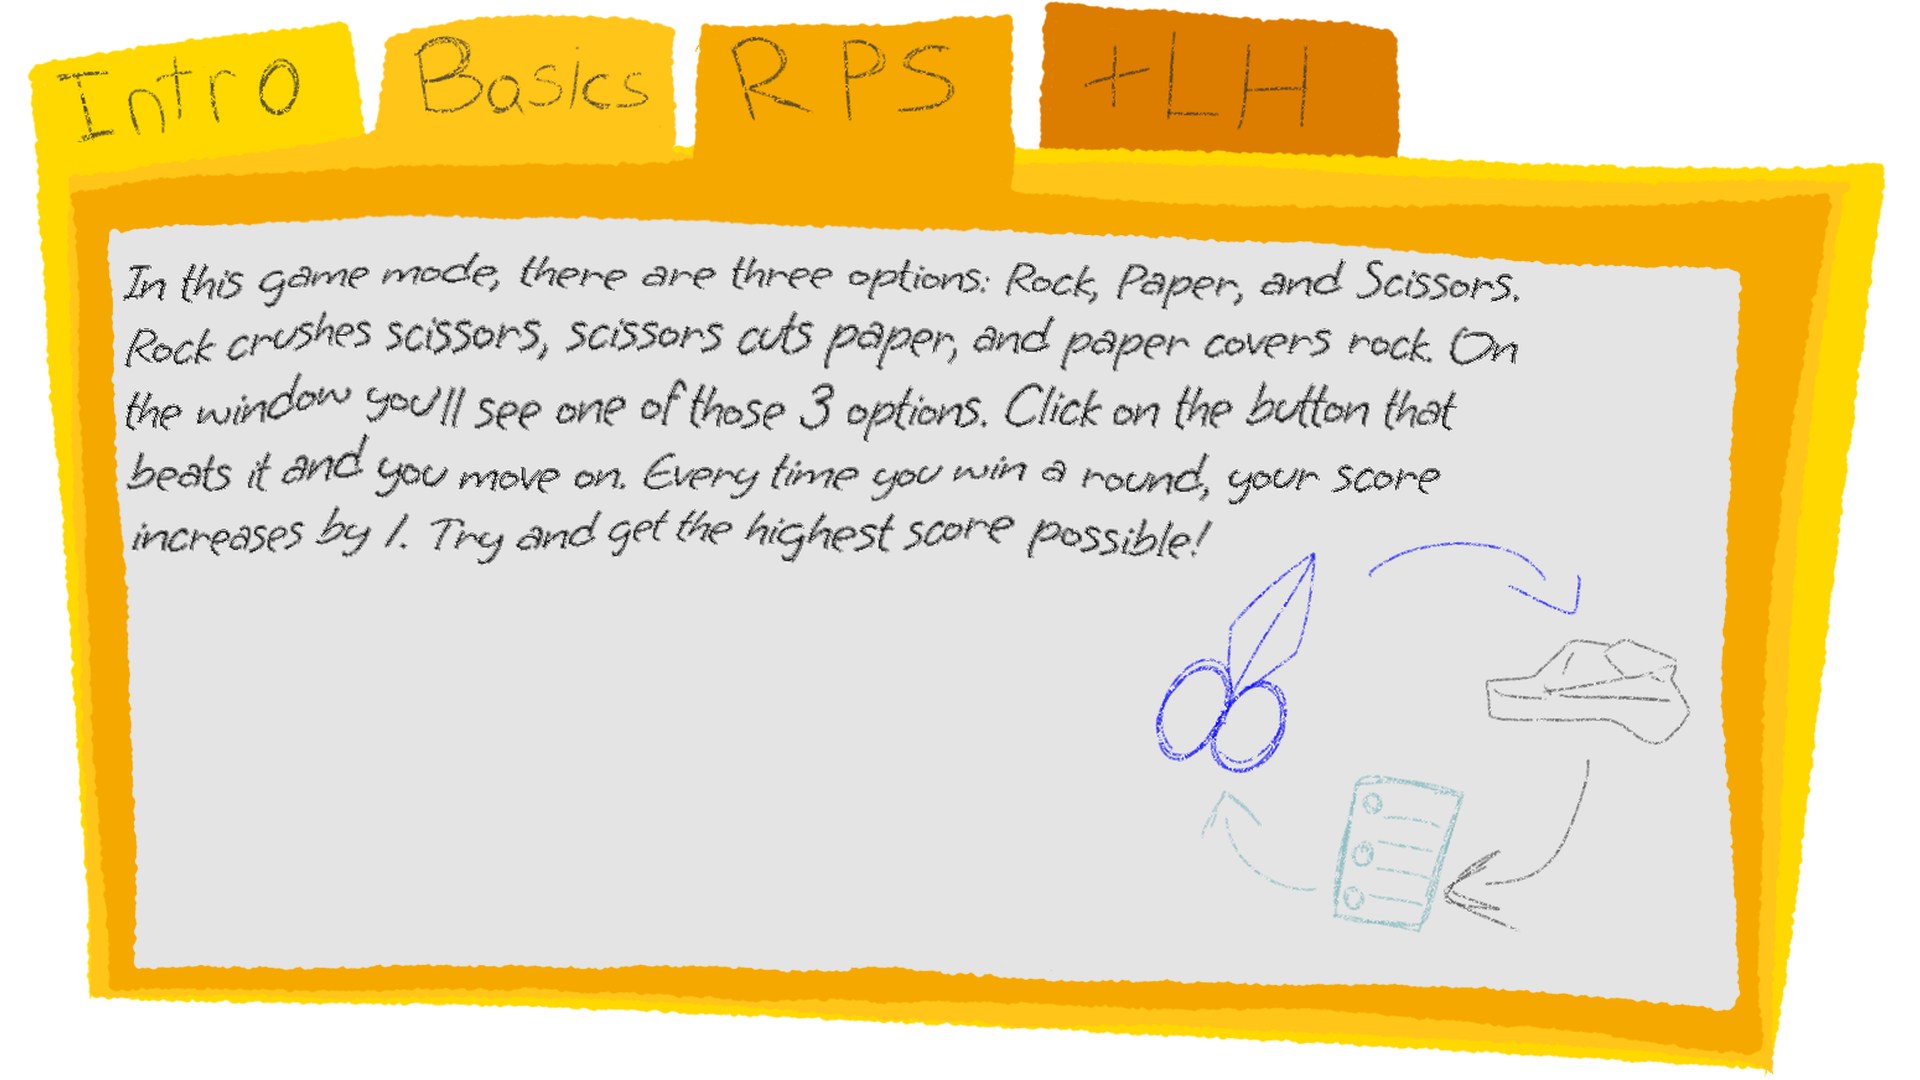 Intro Basics RPS +LH
In this game mode, there are three options: Rock, Paper, and Scissors.
Rock crushes scissors, scissors cuts paper, and paper covers rock. On
the window you'll see one of those 3 options. Click on the button that
beats it and you move on. Every time you win a round, your score
increases by 1. Try and get the highest score possible!